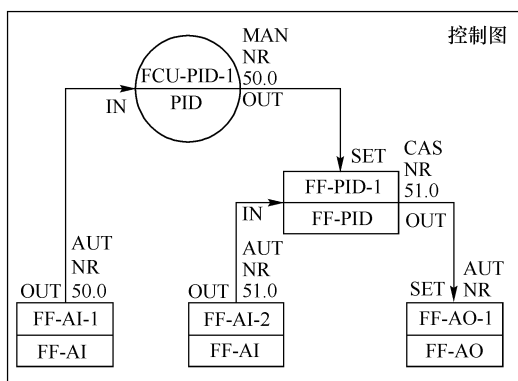 控制图
MAN
NR
50.0
FCU-PID-1
PID
IN
OUT
SET
CAS
NR
51.0
FF-PID-1
FF-PID
IN
OUT
AUT
NR
50.0
OUT
FF-AI-1
FF-AI
AUT
NR
51.0
OUT
FF-AI-2
FF-AI
AUT
NR
SET
FF-AO-1
FF-AO